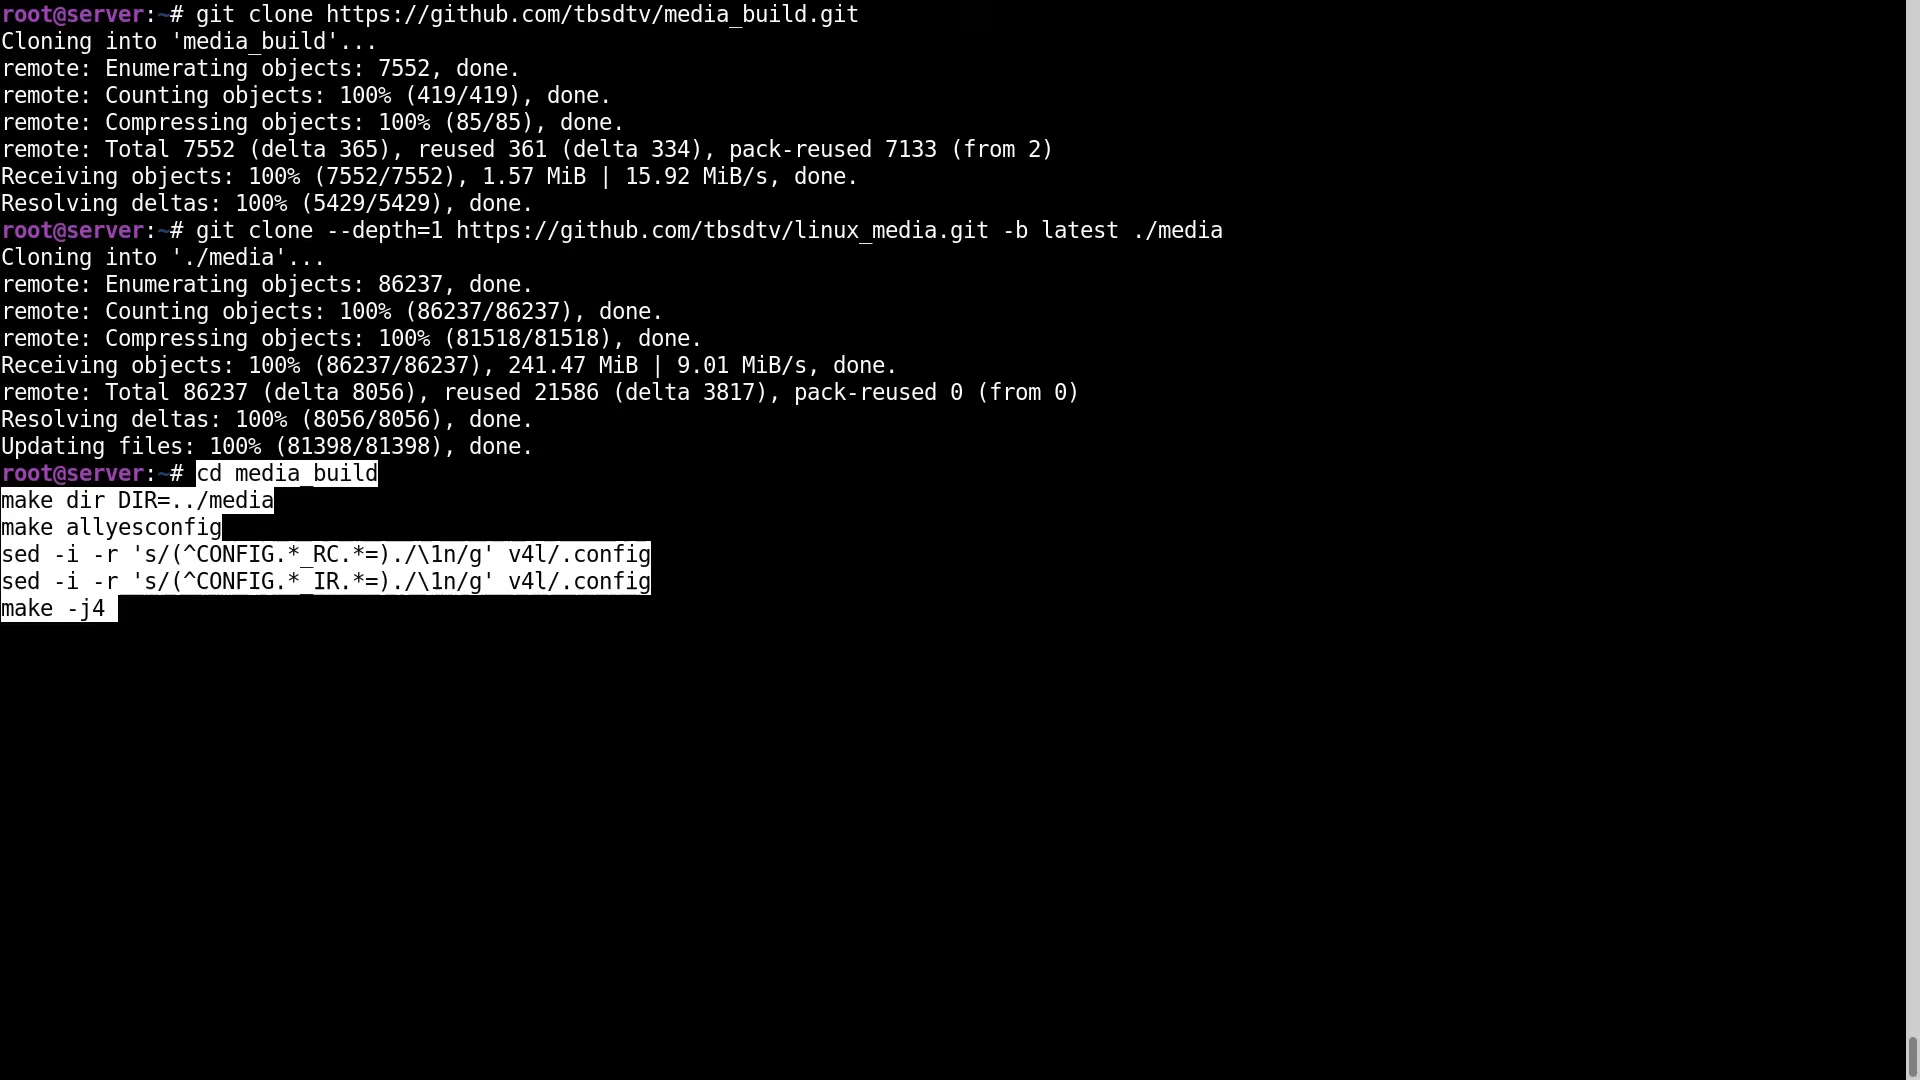 root@server:~# git clone https://github.com/tbsdtv/media_build.git
Cloning into 'media_build'...
remote: Enumerating objects: 7552, done.
remote: Counting objects: 100% (419/419), done.
remote: Compressing objects: 100% (85/85), done.
remote: Total 7552 (delta 365), reused 361 (delta 334), pack-reused 7133 (from 2)
Receiving objects: 100% (7552/7552), 1.57 MiB | 15.92 MiB/s, done.
Resolving deltas: 100% (5429/5429), done.
root@server:~# git clone --depth=1 https://github.com/tbsdtv/linux_media.git -b latest ./media
Cloning into './media'...
remote: Enumerating objects: 86237, done.
remote: Counting objects: 100% (86237/86237), done.
remote: Compressing objects: 100% (81518/81518), done.
Receiving objects: 100% (86237/86237), 241.47 MiB | 9.01 MiB/s, done.
remote: Total 86237 (delta 8056), reused 21586 (delta 3817), pack-reused 0 (from 0)
Resolving deltas: 100% (8056/8056), done.
Updating files: 100% (81398/81398), done.
root@server:~# cd media_build
make dir DIR=../media
make allyesconfig
sed -i -r 's/(^CONFIG.*_RC.*=)./\1n/g' v4l/.config
sed -i -r 's/(^CONFIG.*_IR.*=)./\1n/g' v4l/.config
make -j4